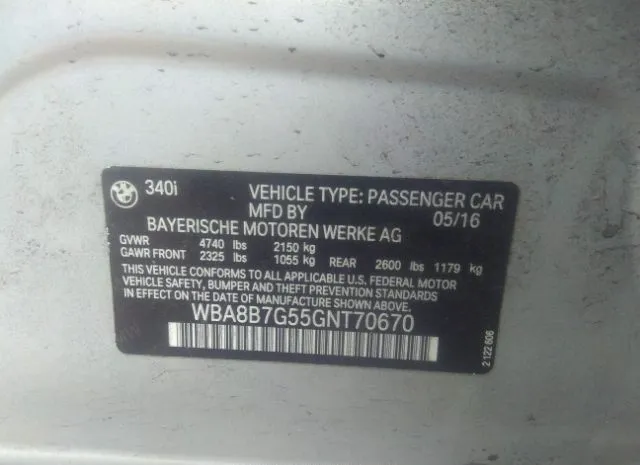 340i VEHICLE TYPE: PASSENGER CAR
MFD BY 05/16
BAYERISCHE MOTOREN WERKE AG
GVWR 4740 lbs 2150 kg
GAWR FRONT 2325 lbs 1055 kg REAR 2600 lbs 1179 kg
THIS VEHICLE CONFORMS TO ALL APPLICABLE U.S. FEDERAL MOTOR
VEHICLE SAFETY, BUMPER AND THEFT PREVENTION STANDARDS
IN EFFECT ON THE DATE OF MANUFACTURE SHOWN ABOVE.
WBA8B7G55GNT70670
2 122 606